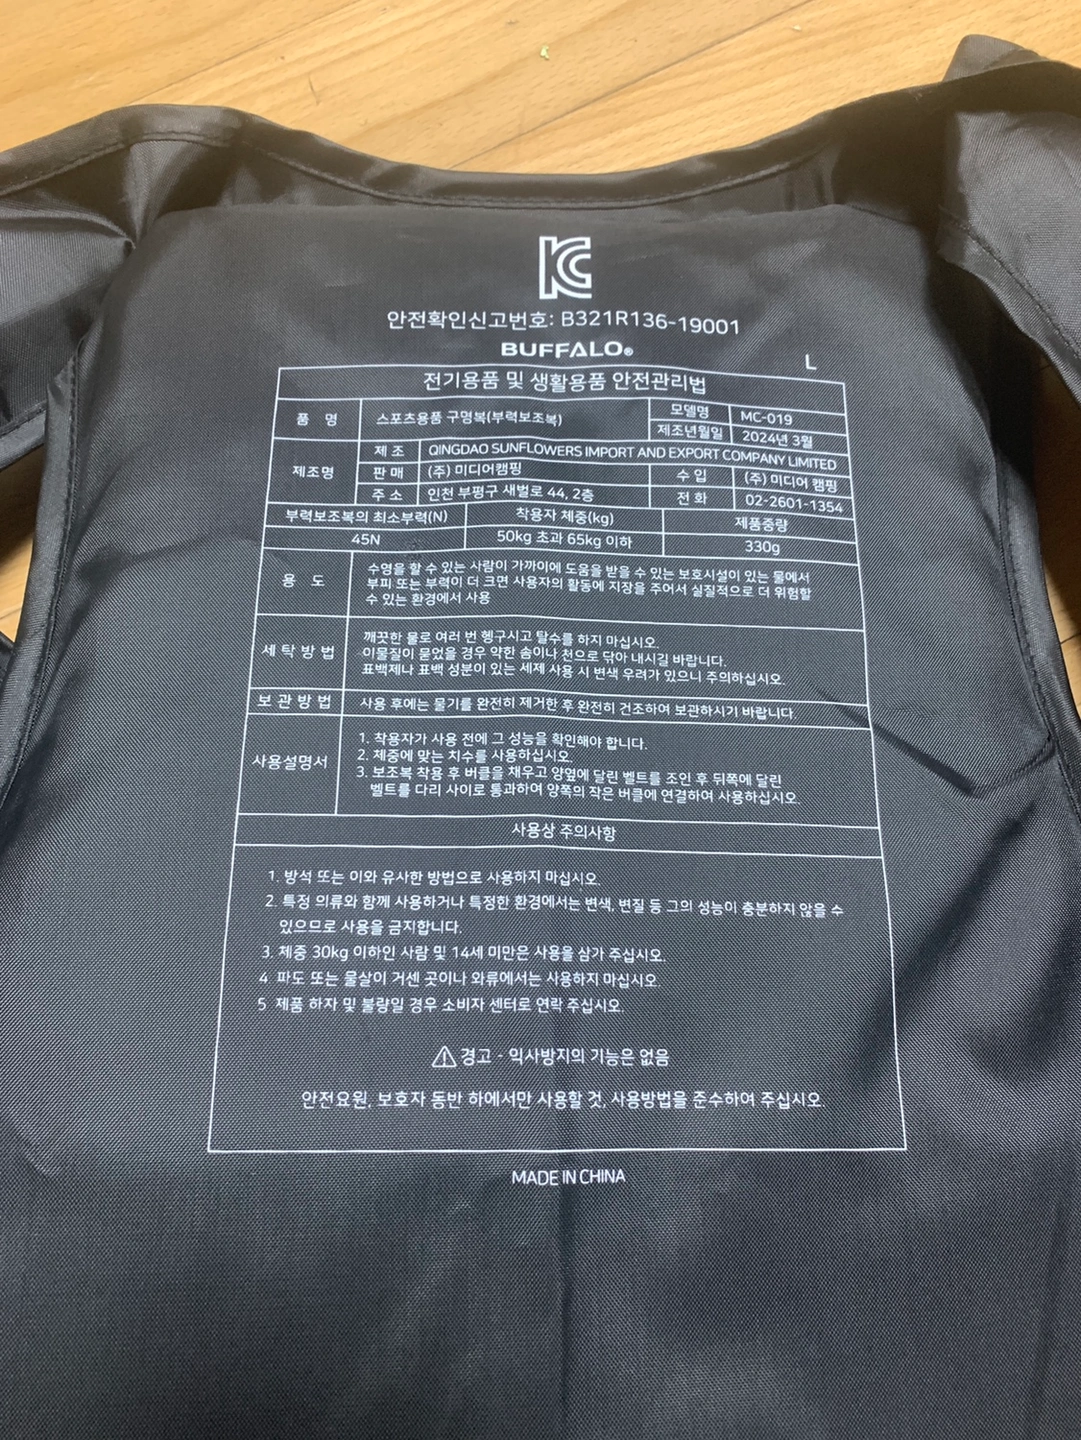 KC
안전확인신고번호: B321R136-19001
BUFFALO®
L
전기용품 및 생활용품 안전관리법
품 명 스포츠용품 구명복(부력보조복) 모델명 MC-019
제조년월일 2024년 3월
제조명 제 조 QINGDAO SUNFLOWERS IMPORT AND EXPORT COMPANY LIMITED
판 매 (주) 미디어캠핑 수 입 (주) 미디어 캠핑
주 소 인천 부평구 새벌로 44, 2층 전 화 02-2601-1354
부력보조복의 최소부력(N) 착용자 체중(kg) 제품중량
45N 50kg 초과 65kg 이하 330g
용 도 수영을 할 수 있는 사람이 가까이에 도움을 받을 수 있는 보호시설이 있는 물에서
부피 또는 부력이 더 크면 사용자의 활동에 지장을 주어서 실질적으로 더 위험할
수 있는 환경에서 사용
세 탁 방 법 깨끗한 물로 여러 번 헹구시고 탈수를 하지 마십시오.
이물질이 묻었을 경우 약한 솜이나 천으로 닦아 내시길 바랍니다.
표백제나 표백 성분이 있는 세제 사용 시 변색 우려가 있으니 주의하십시오.
보 관 방 법 사용 후에는 물기를 완전히 제거한 후 완전히 건조하여 보관하시기 바랍니다.
사용설명서 1. 착용자가 사용 전에 그 성능을 확인해야 합니다.
2. 체중에 맞는 치수를 사용하십시오.
3. 보조복 착용 후 버클을 채우고 양옆에 달린 벨트를 조인 후 뒤쪽에 달린
벨트를 다리 사이로 통과하여 양쪽의 작은 버클에 연결하여 사용하십시오.
사용상 주의사항
1. 방석 또는 이와 유사한 방법으로 사용하지 마십시오.
2. 특정 의류와 함께 사용하거나 특정한 환경에서는 변색, 변질 등 그의 성능이 충분하지 않을 수
있으므로 사용을 금지합니다.
3. 체중 30kg 이하인 사람 및 14세 미만은 사용을 삼가 주십시오.
4 파도 또는 물살이 거센 곳이나 와류에서는 사용하지 마십시오.
5 제품 하자 및 불량일 경우 소비자 센터로 연락 주십시오.
⚠ 경고 - 익사방지의 기능은 없음
안전요원, 보호자 동반 하에서만 사용할 것, 사용방법을 준수하여 주십시오.
MADE IN CHINA